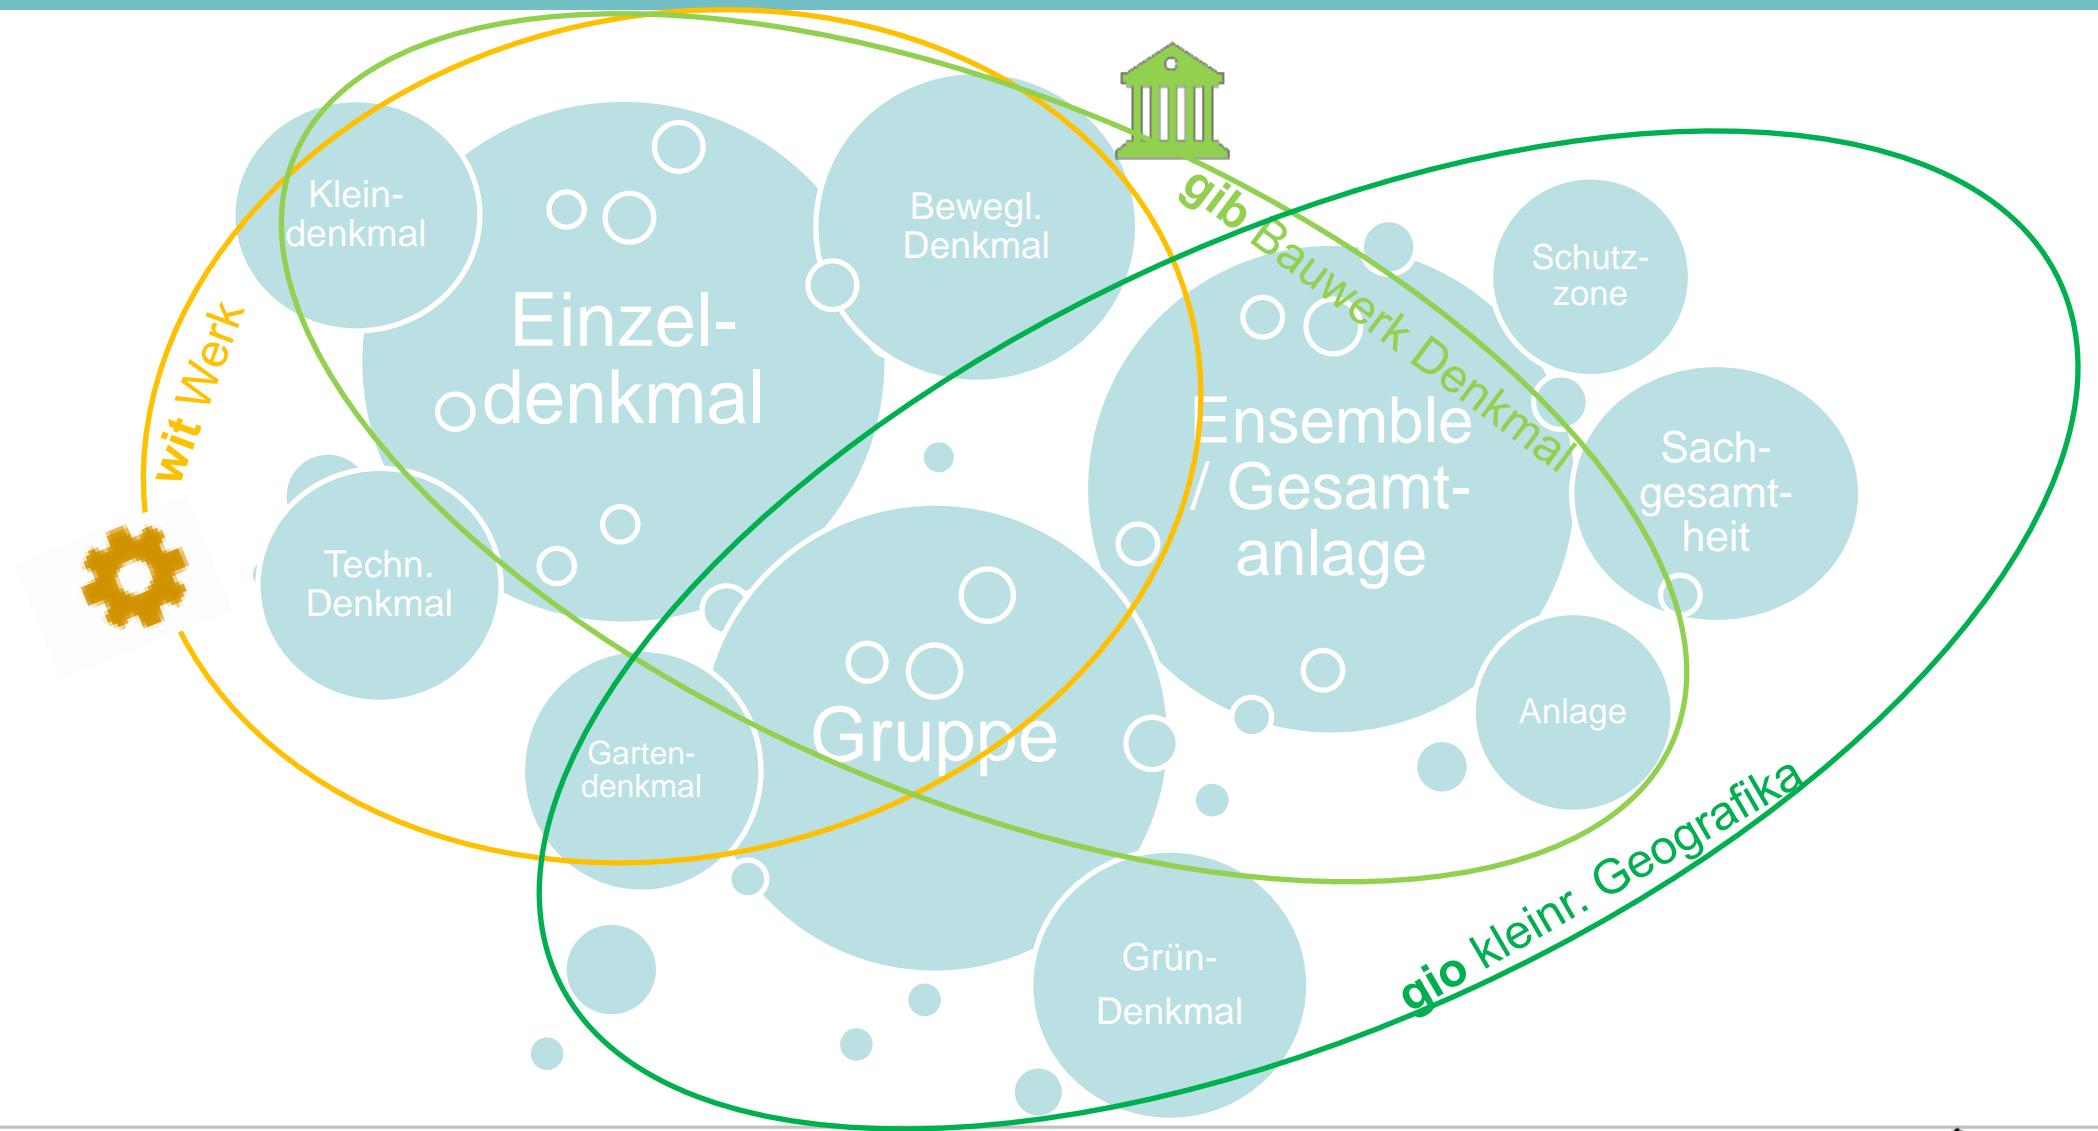 Klein-
denkmal
Einzel-
denkmal
Bewegl.
Denkmal
gib Bauwerk Denkmal
Schutz-
zone
wit Werk
Ensemble
/ Gesamt-
anlage
Sach-
gesamt-
heit
Techn.
Denkmal
Garten-
denkmal
Gruppe
Anlage
Grün-
Denkmal
gio kleinr. Geografika